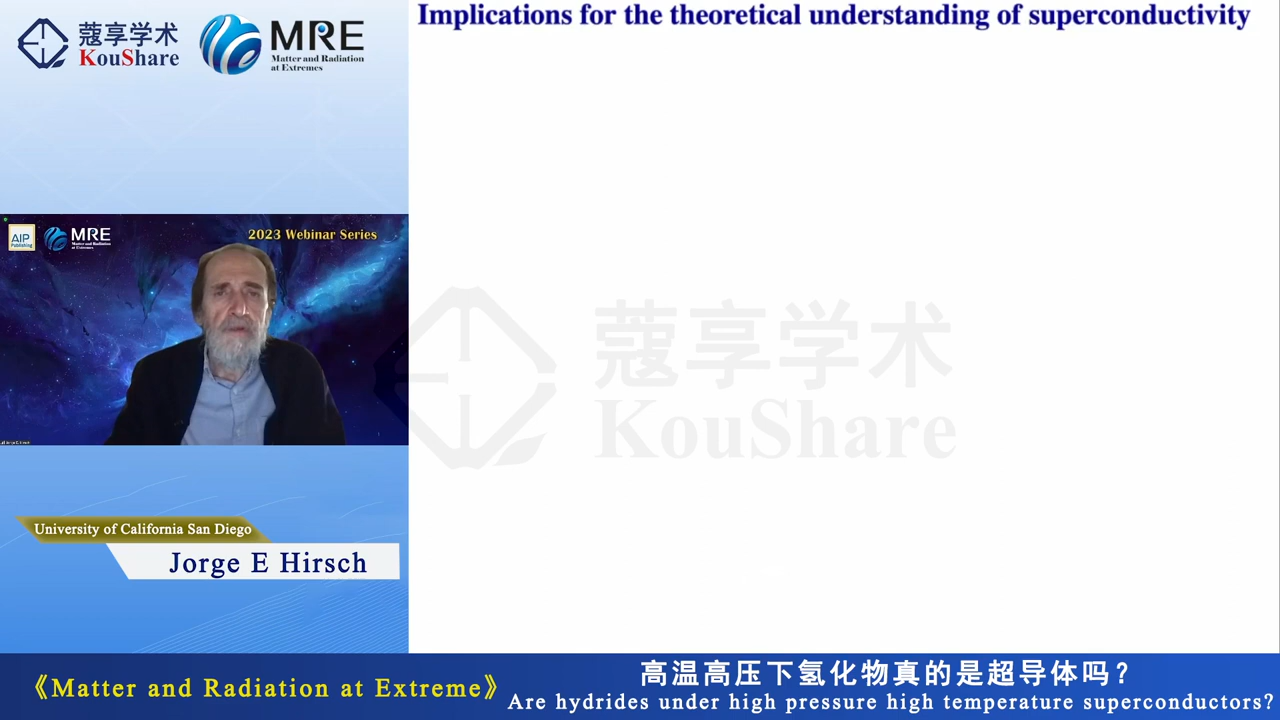 蔻享学术
KouShare
MRE
Matter and Radiation
at Extremes
Implications for the theoretical understanding of superconductivity
AIP
Publishing
MRE
Matter and Radiation
at Extremes
2023 Webinar Series
蔻享学术
KouShare
University of California San Diego
Jorge E Hirsch
《Matter and Radiation at Extreme》
高温高压下氢化物真的是超导体吗？
Are hydrides under high pressure high temperature superconductors?